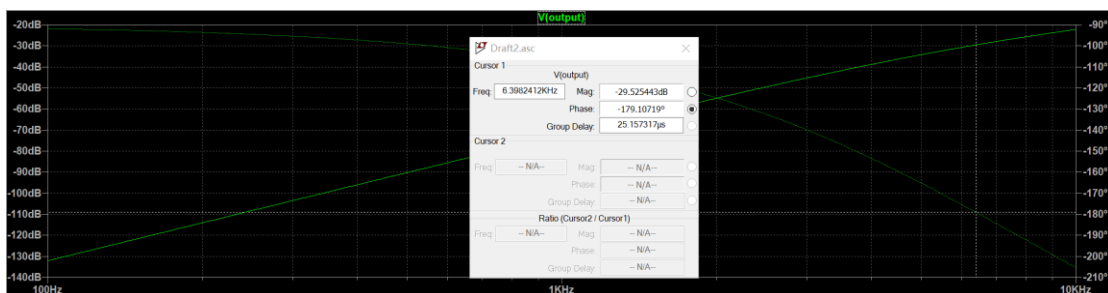 V(output)
-20dB
-30dB
-40dB
-50dB
-60dB
-70dB
-80dB
-90dB
-100dB
-110dB
-120dB
-130dB
-140dB
Draft2.asc
Cursor 1
V(output)
Freq: 6.3982412KHz Mag: -29.525443dB
Phase: -179.10719°
Group Delay: 25.157317µs
Cursor 2
Freq: -- N/A-- Mag: -- N/A--
Phase: -- N/A--
Group Delay: -- N/A--
Ratio (Cursor2 / Cursor1)
Freq: -- N/A-- Mag: -- N/A--
Phase: -- N/A--
Group Delay: -- N/A--
-90°
-100°
-110°
-120°
-130°
-140°
-150°
-160°
-170°
-180°
-190°
-200°
-210°
100Hz 1KHz 10KHz